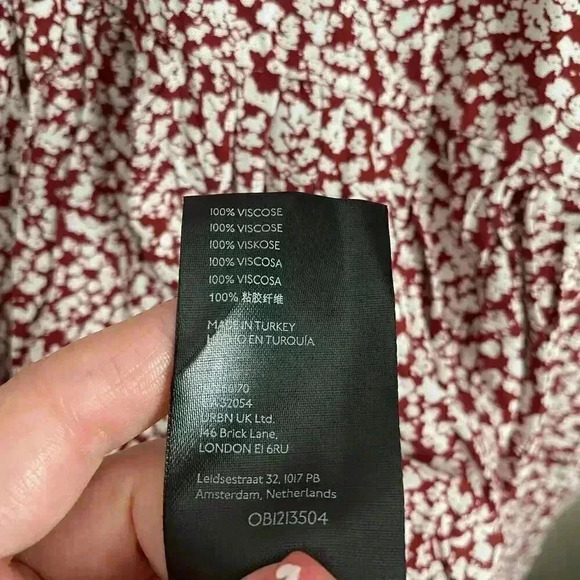 100% VISCOSE
100% VISCOSE
100% VISKOSE
100% VISCOSA
100% VISCOSA
100% 粘胶纤维
MADE IN TURKEY
HECHO EN TURQUÍA
URBN UK Ltd.
146 Brick Lane,
LONDON E1 6RU
Leidsestraat 32, 1017 PB
Amsterdam, Netherlands
OB1213504